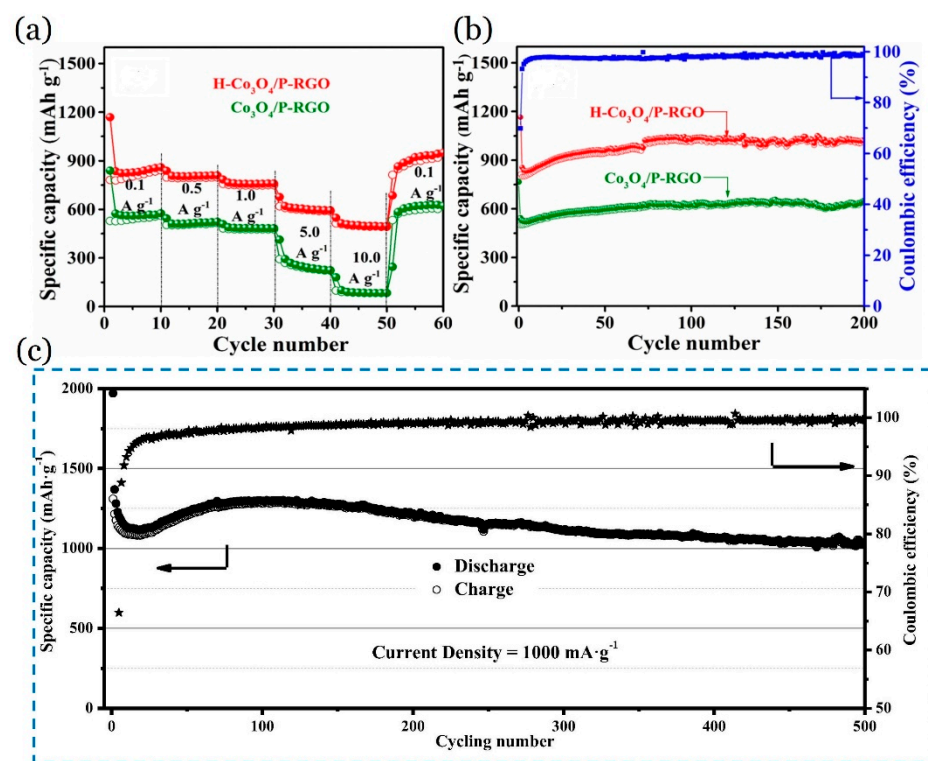 (a)
Specific capacity (mAh g⁻¹)
1500
1200
900
600
300
0
H-Co₃O₄/P-RGO
Co₃O₄/P-RGO
0.1
A g⁻¹
0.5
A g⁻¹
1.0
A g⁻¹
5.0
A g⁻¹
10.0
A g⁻¹
0.1
A g⁻¹
0 10 20 30 40 50 60
Cycle number
(b)
Specific capacity (mAh g⁻¹)
1500
1200
900
600
300
0
H-Co₃O₄/P-RGO
Co₃O₄/P-RGO
100
80
60
40
20
0
Coulombic efficiency (%)
0 50 100 150 200
Cycle number
(c)
Specific capacity (mAh·g⁻¹)
2000
1500
1000
500
0
Discharge
Charge
Current Density = 1000 mA·g⁻¹
100
90
80
70
60
50
Coulombic efficiency (%)
0 100 200 300 400 500
Cycling number